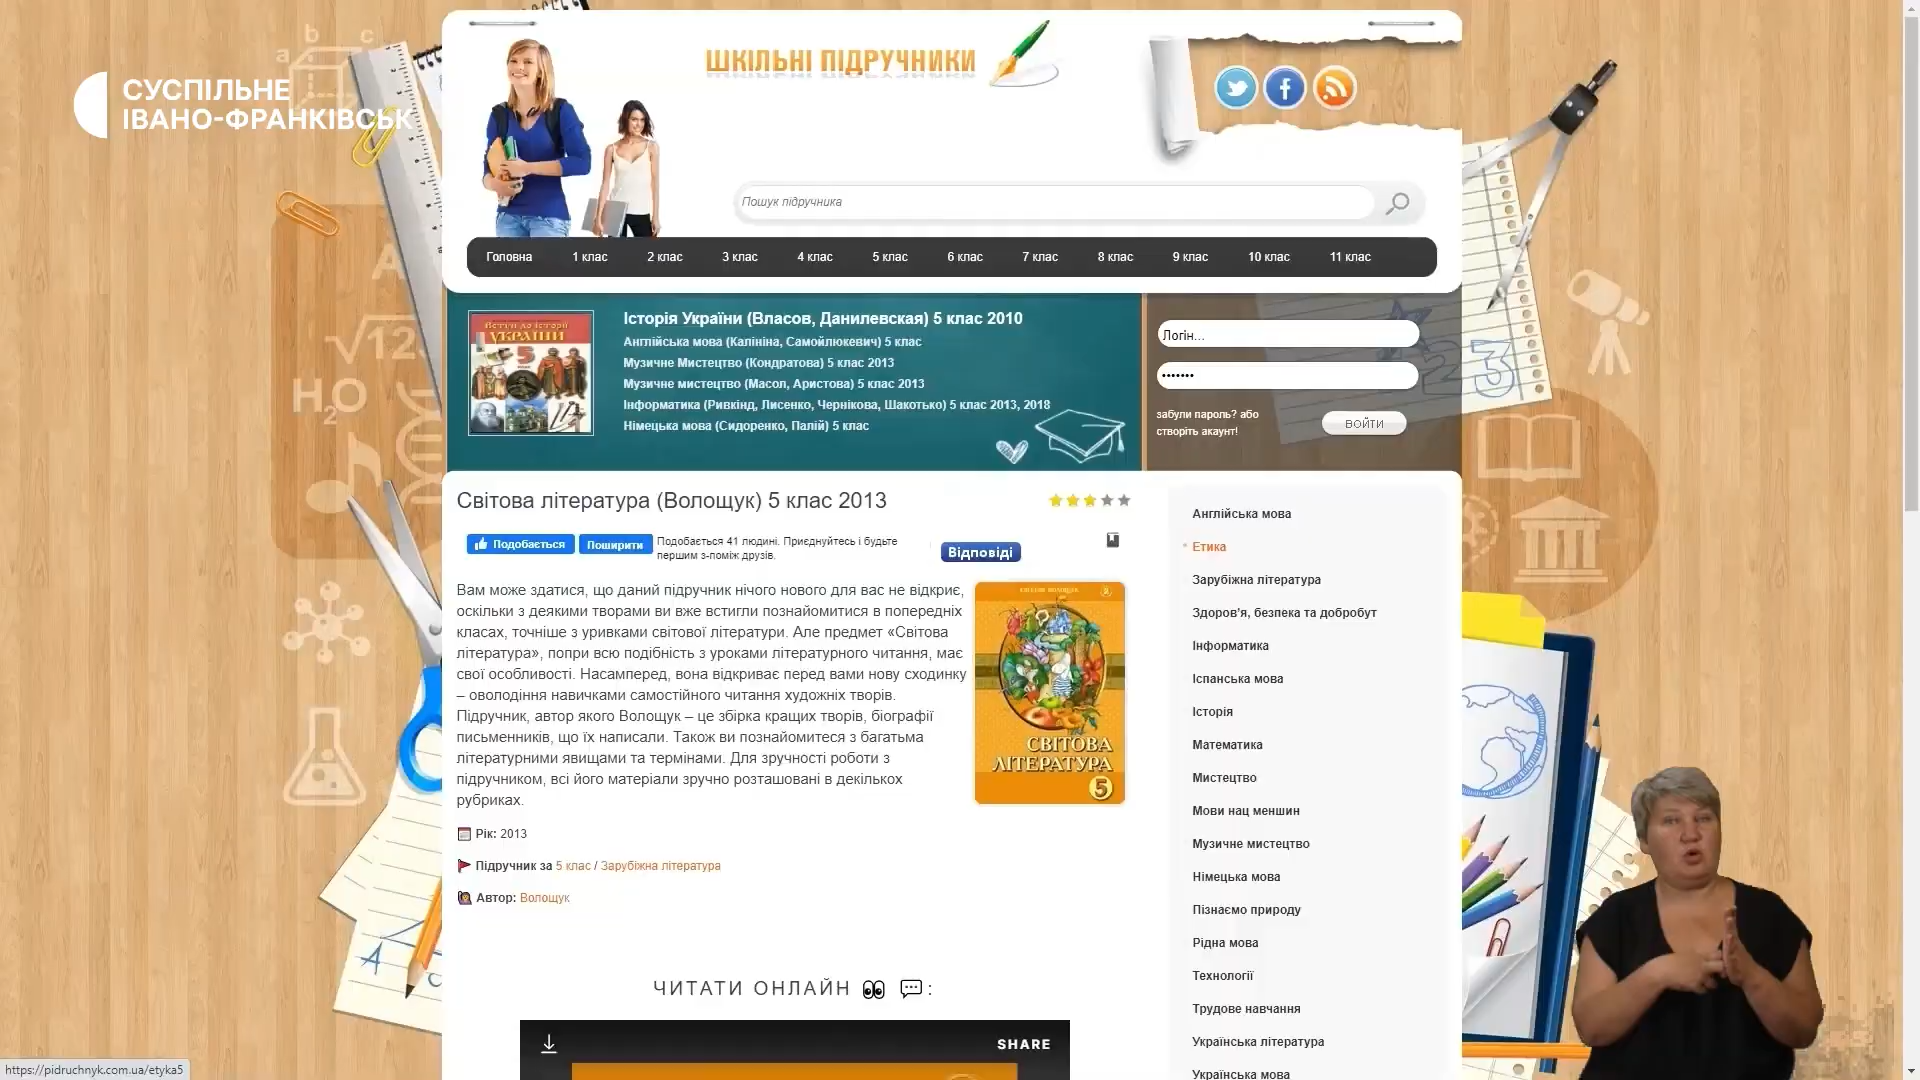 СУСПІЛЬНЕ
ІВАНО-ФРАНКІВСЬК
ШКІЛЬНІ ПІДРУЧНИКИ
Пошук підручника
Головна 1 клас 2 клас 3 клас 4 клас 5 клас 6 клас 7 клас 8 клас 9 клас 10 клас 11 клас
Історія України (Власов, Данилевская) 5 клас 2010
Англійська мова (Калініна, Самойлюкевич) 5 клас
Музичне Мистецтво (Кондратова) 5 клас 2013
Музичне мистецтво (Масол, Аристова) 5 клас 2013
Інформатика (Ривкінд, Лисенко, Чернікова, Шакотько) 5 клас 2013, 2018
Німецька мова (Сидоренко, Палій) 5 клас
Вступ до історії
УКРАЇНИ
5
Логін...
•••••••
забули пароль? або
створіть акаунт!
ВОЙТИ
Світова література (Волощук) 5 клас 2013
Подобається Поширити
Подобається 41 людині. Приєднуйтесь і будьте
першим з-поміж друзів.
Відповіді
Вам може здатися, що даний підручник нічого нового для вас не відкриє,
оскільки з деякими творами ви вже встигли познайомитися в попередніх
класах, точніше з уривками світової літератури. Але предмет «Світова
література», попри всю подібність з уроками літературного читання, має
свої особливості. Насамперед, вона відкриває перед вами нову сходинку
– оволодіння навичками самостійного читання художніх творів.
Підручник, автор якого Волощук – це збірка кращих творів, біографії
письменників, що їх написали. Також ви познайомитеся з багатьма
літературними явищами та термінами. Для зручності роботи з
підручником, всі його матеріали зручно розташовані в декількох
рубриках.
СВІТОВА
ЛІТЕРАТУРА
5
Рік: 2013
Підручник за 5 клас / Зарубіжна література
Автор: Волощук
ЧИТАТИ ОНЛАЙН 👀 💬 :
SHARE
Англійська мова
Етика
Зарубіжна література
Здоров'я, безпека та добробут
Інформатика
Іспанська мова
Історія
Математика
Мистецтво
Мови нац меншин
Музичне мистецтво
Німецька мова
Пізнаємо природу
Рідна мова
Технології
Трудове навчання
Українська література
Українська мова
https://pidruchnyk.com.ua/etyka5